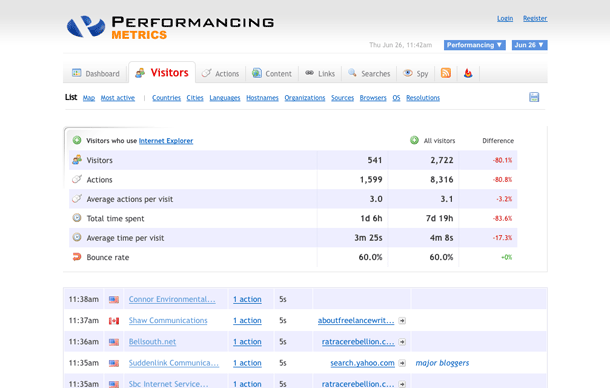 PERFORMANCING
METRICS
Login Register
Thu Jun 26, 11:42am Performancing ▼ Jun 26 ▼
Dashboard Visitors Actions Content Links Searches Spy
List Map Most active | Countries Cities Languages Hostnames Organizations Sources Browsers OS Resolutions
Visitors who use Internet Explorer All visitors Difference
Visitors 541 2,722 -80.1%
Actions 1,599 8,316 -80.8%
Average actions per visit 3.0 3.1 -3.2%
Total time spent 1d 6h 7d 19h -83.6%
Average time per visit 3m 25s 4m 8s -17.3%
Bounce rate 60.0% 60.0% +0%
11:38am Connor Environmental... 1 action 5s
11:37am Shaw Communications 1 action 5s aboutfreelancewrit...
11:36am Bellsouth.net 1 action 5s ratracerebellion.c...
11:35am Suddenlink Communica... 1 action 5s search.yahoo.com major bloggers
11:35am Sbc Internet Service... 1 action 5s ratracerebellion.c...